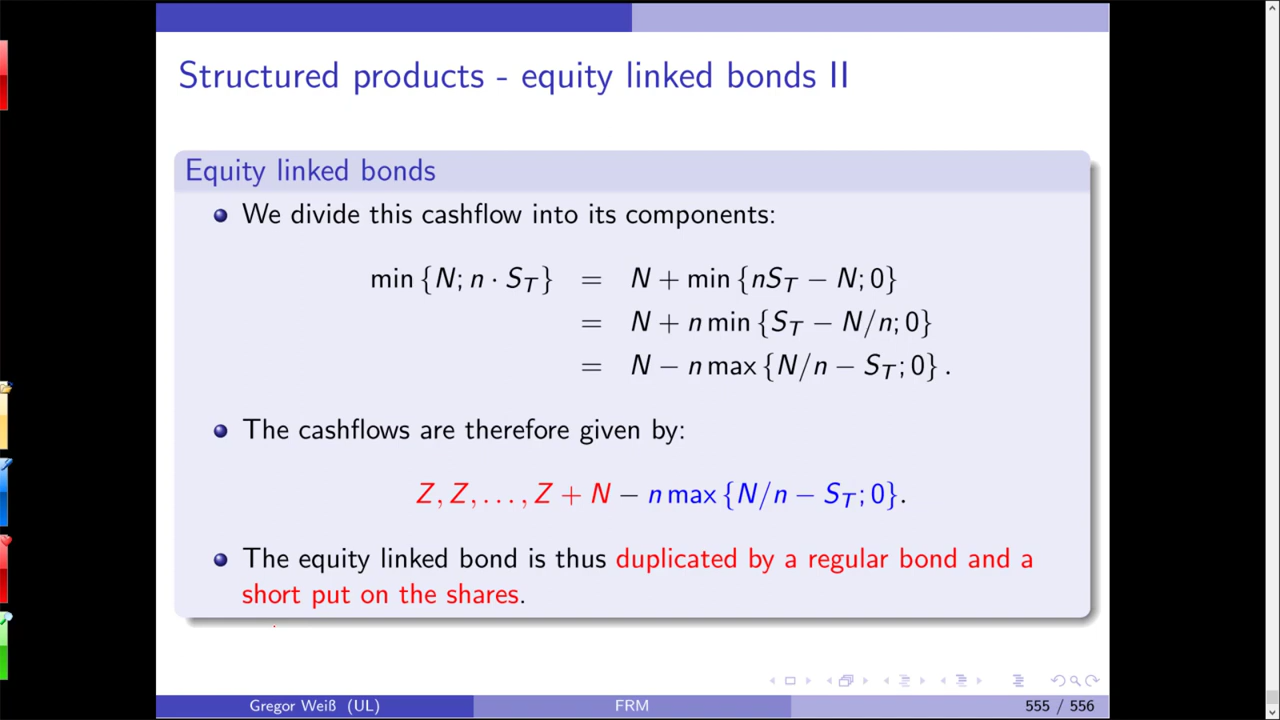 Structured products - equity linked bonds II
Equity linked bonds
We divide this cashflow into its components:
min {N; n · S_T} = N + min {nS_T − N; 0}
= N + n min {S_T − N/n; 0}
= N − n max {N/n − S_T; 0} .
The cashflows are therefore given by:
Z, Z, . . . , Z + N − n max {N/n − S_T; 0}.
The equity linked bond is thus duplicated by a regular bond and a
short put on the shares.
Gregor Weiß (UL) FRM 555 / 556